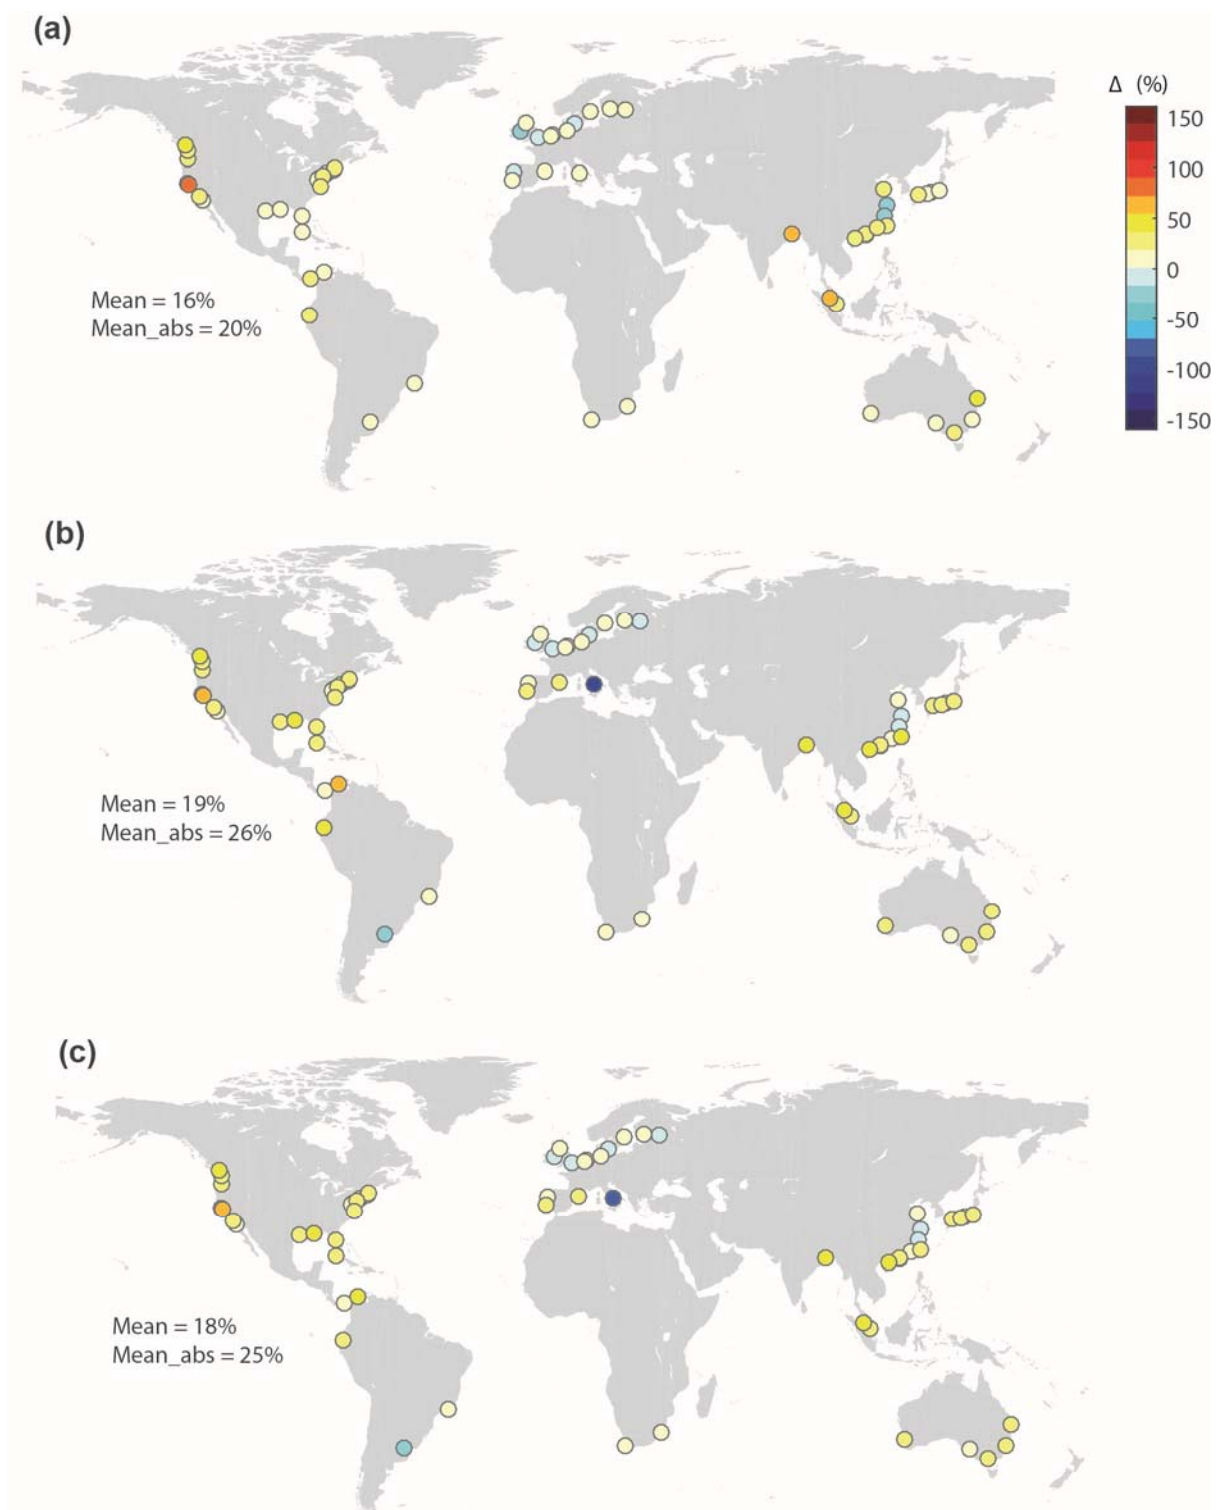 (a)
Δ (%)
150
100
50
0
-50
-100
-150
Mean = 16%
Mean_abs = 20%
(b)
Mean = 19%
Mean_abs = 26%
(c)
Mean = 18%
Mean_abs = 25%